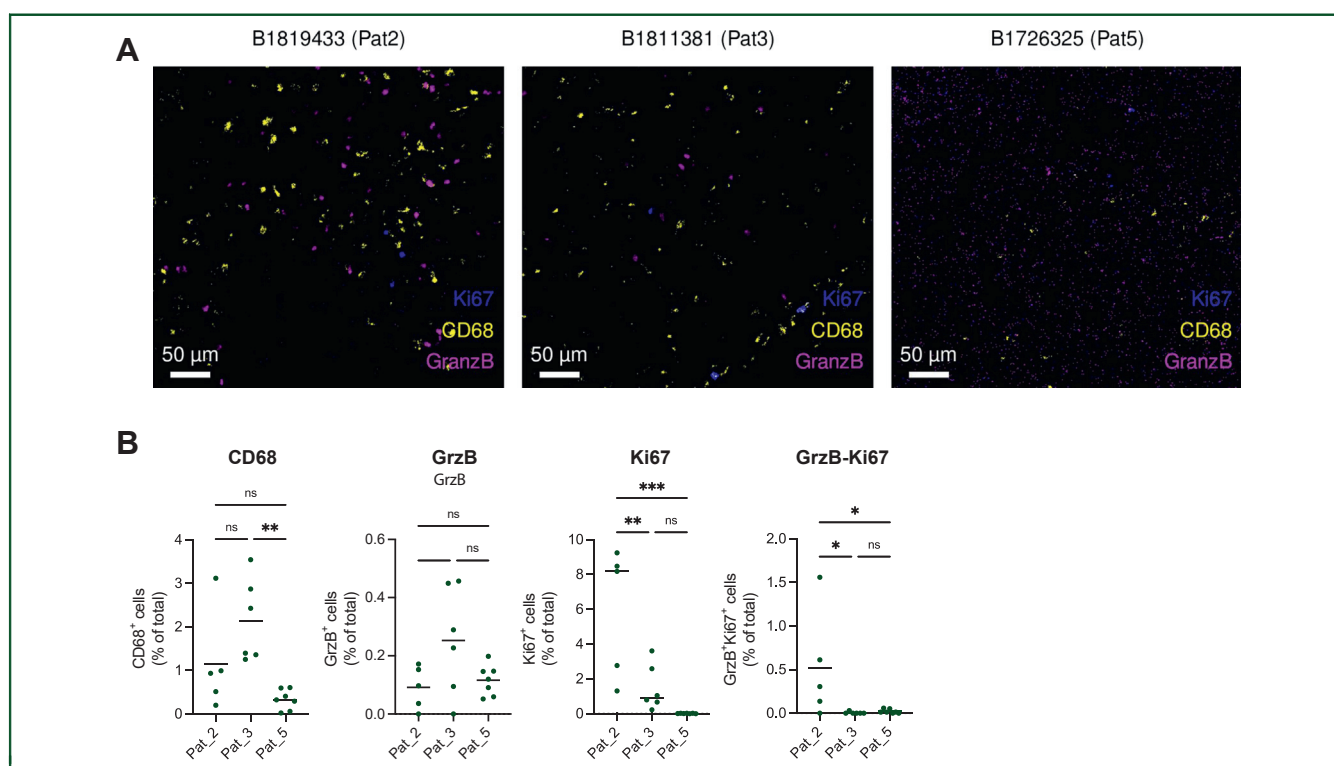 A
B1819433 (Pat2)
B1811381 (Pat3)
B1726325 (Pat5)
Ki67
CD68
GranzB
50 μm
Ki67
CD68
GranzB
50 μm
Ki67
CD68
GranzB
50 μm
B
CD68
ns
ns
**
4
3
2
1
0
CD68+ cells
(% of total)
Pat_2
Pat_3
Pat_5
GrzB
GrzB
ns
ns
0.6
0.4
0.2
0.0
GrzB+ cells
(% of total)
Pat_2
Pat_3
Pat_5
Ki67
***
**
ns
10
8
6
4
2
0
Ki67+ cells
(% of total)
Pat_2
Pat_3
Pat_5
GrzB-Ki67
*
*
ns
2.0
1.5
1.0
0.5
0.0
GrzB+Ki67+ cells
(% of total)
Pat_2
Pat_3
Pat_5